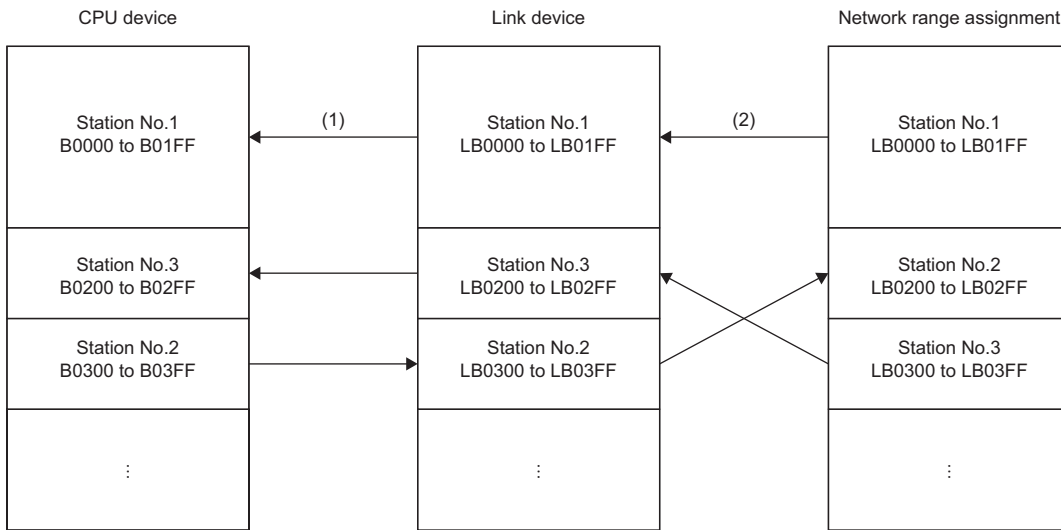 CPU device
Link device
Network range assignment
Station No.1
B0000 to B01FF
(1)
Station No.1
LB0000 to LB01FF
(2)
Station No.1
LB0000 to LB01FF
Station No.3
B0200 to B02FF
Station No.3
LB0200 to LB02FF
Station No.2
LB0200 to LB02FF
Station No.2
B0300 to B03FF
Station No.2
LB0300 to LB03FF
Station No.3
LB0300 to LB03FF
⋮
⋮
⋮